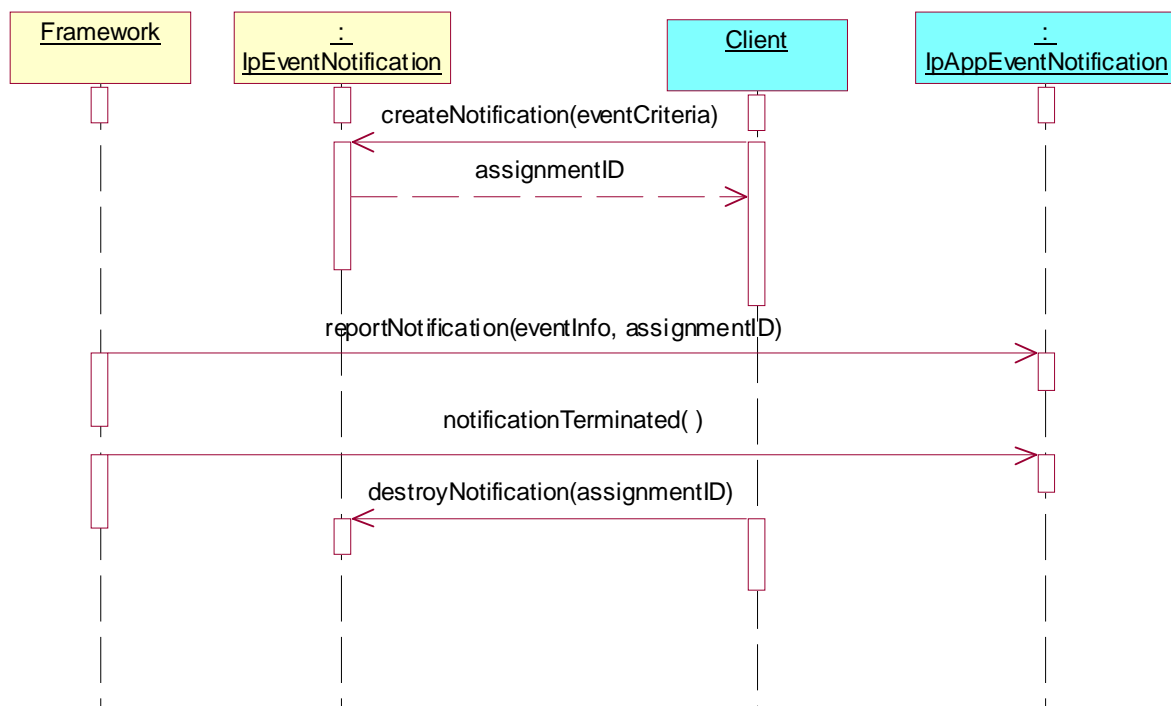 Framework
:
IpEventNotification
Client
:
IpAppEventNotification
createNotification(eventCriteria)
assignmentID
reportNotification(eventInfo, assignmentID)
notificationTerminated( )
destroyNotification(assignmentID)